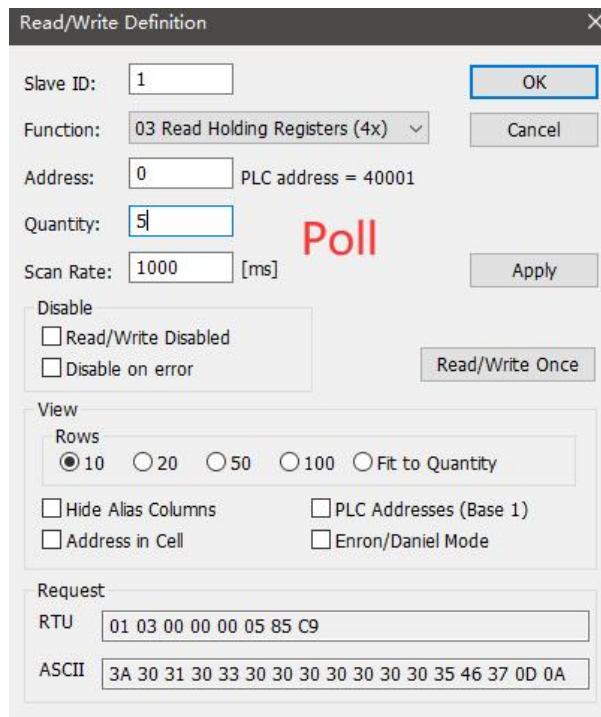 Read/Write Definition
Slave ID: 1 OK
Function: 03 Read Holding Registers (4x) Cancel
Address: 0 PLC address = 40001
Quantity: 5
Poll
Scan Rate: 1000 [ms] Apply
Disable
Read/Write Disabled
Disable on error
Read/Write Once
View
Rows
10 20 50 100 Fit to Quantity
Hide Alias Columns PLC Addresses (Base 1)
Address in Cell Enron/Daniel Mode
Request
RTU 01 03 00 00 00 05 85 C9
ASCII 3A 30 31 30 33 30 30 30 30 30 30 30 35 46 37 0D 0A